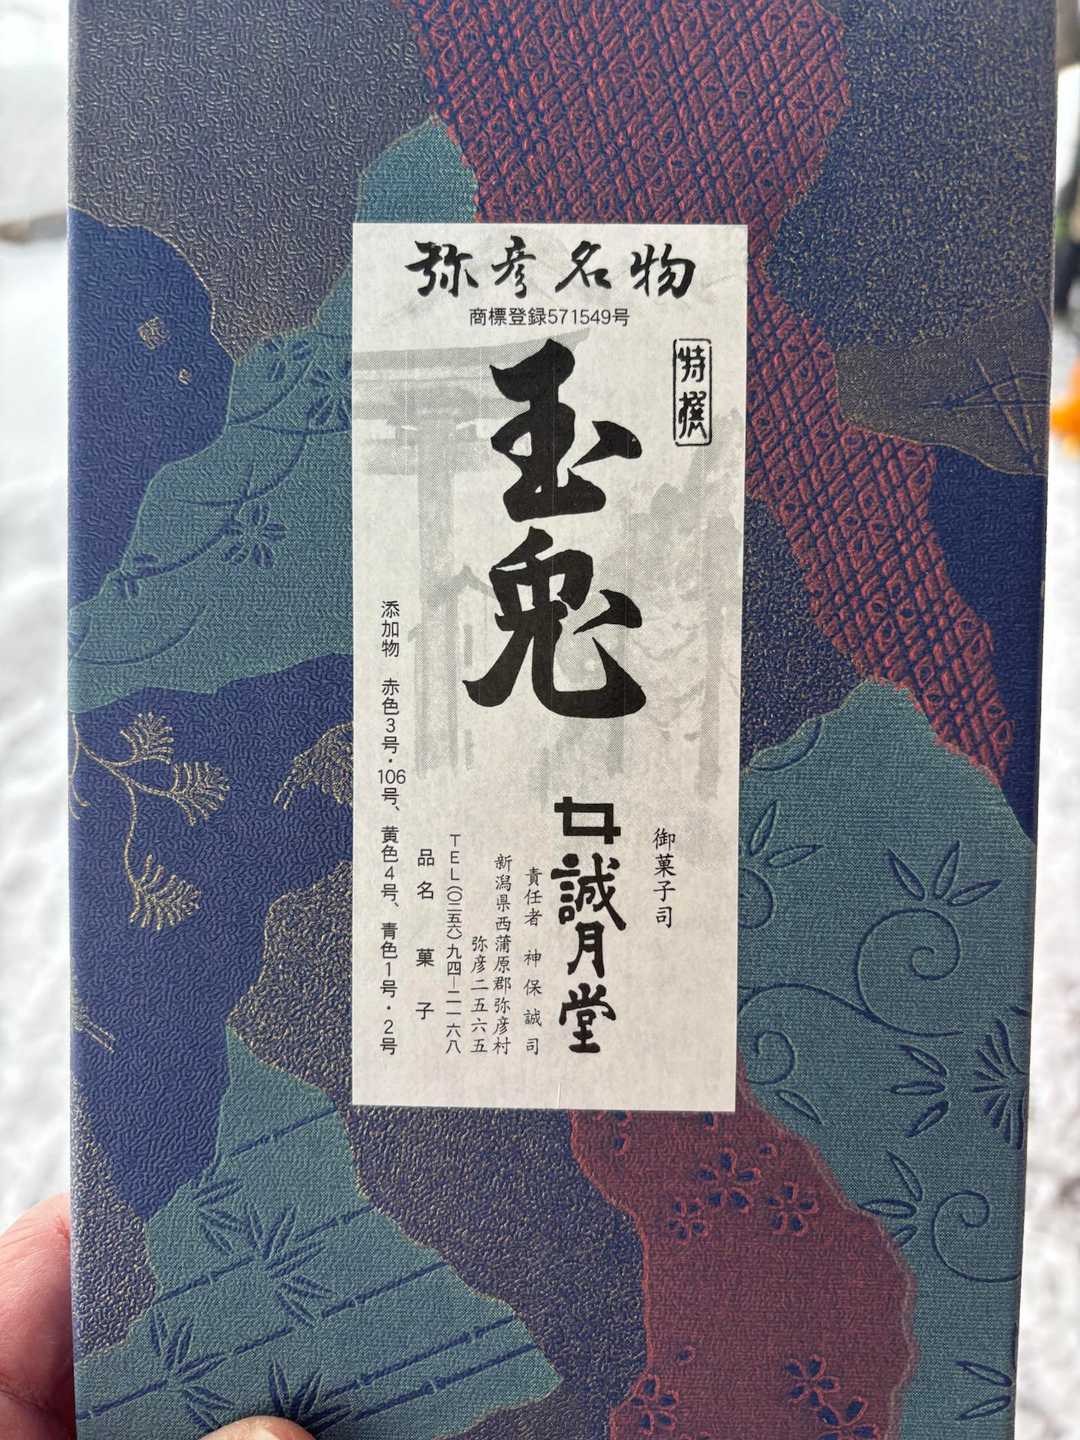 弥彦名物
商標登録571549号
特撰
玉兎
御菓子司
誠月堂
責任者 神保誠司
新潟県西蒲原郡弥彦村
弥彦二五六五
TEL(〇二五六)九四─二一六八
品名 菓子
添加物 赤色3号・106号、黄色4号、青色1号・2号